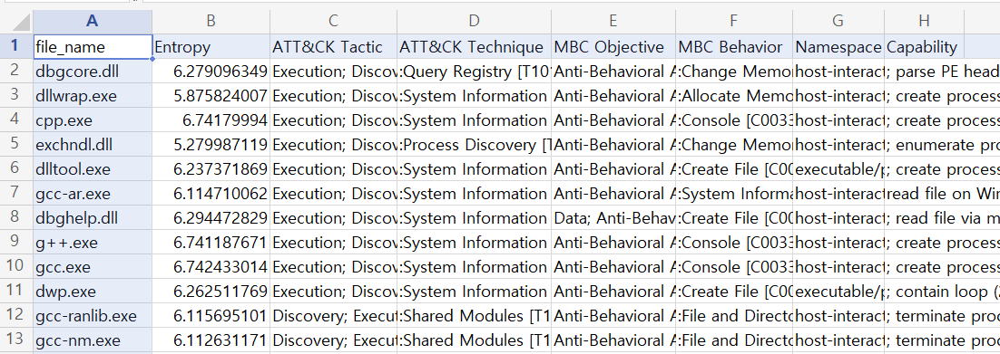 A B C D E F G H
1 file_name Entropy ATT&CK Tactic ATT&CK Technique MBC Objective MBC Behavior Namespace Capability
2 dbgcore.dll 6.279096349 Execution; Discov :Query Registry [T10 Anti-Behavioral A :Change Memo host-interact ; parse PE head
3 dllwrap.exe 5.875824007 Execution; Discov :System Information Anti-Behavioral A :Allocate Memo host-interact ; create process
4 cpp.exe 6.74179994 Execution; Discov :System Information Anti-Behavioral A :Console [C0033 host-interact ; create process
5 exchndl.dll 5.279987119 Execution; Discov :Process Discovery [T Anti-Behavioral A :Change Memo host-interact ; enumerate pro
6 dlltool.exe 6.237371869 Execution; Discov :System Information Anti-Behavioral A :Create File [C00 executable/p ; create process
7 gcc-ar.exe 6.114710062 Execution; Discov :System Information Anti-Behavioral A :System Informa host-interact read file on Win
8 dbghelp.dll 6.294472829 Execution; Discov :System Information Data; Anti-Behav :Create File [C00 host-interact ; read file via m
9 g++.exe 6.741187671 Execution; Discov :System Information Anti-Behavioral A :Console [C0033 host-interact ; create process
10 gcc.exe 6.742433014 Execution; Discov :System Information Anti-Behavioral A :Console [C0033 host-interact ; create process
11 dwp.exe 6.262511769 Execution; Discov :System Information Anti-Behavioral A :Create File [C00 executable/p ; contain loop (2
12 gcc-ranlib.exe 6.115695101 Discovery; Execut :Shared Modules [T1 Anti-Behavioral A :File and Directo host-interact ; terminate proc
13 gcc-nm.exe 6.112631171 Discovery; Execut :Shared Modules [T1 Anti-Behavioral A :File and Directo host-interact ; terminate proc